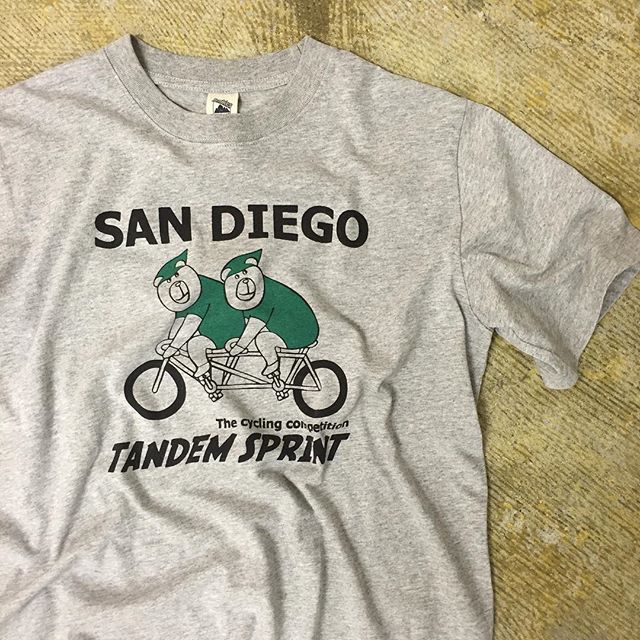 SAN DIEGO
The cycling competition
TANDEM SPRINT